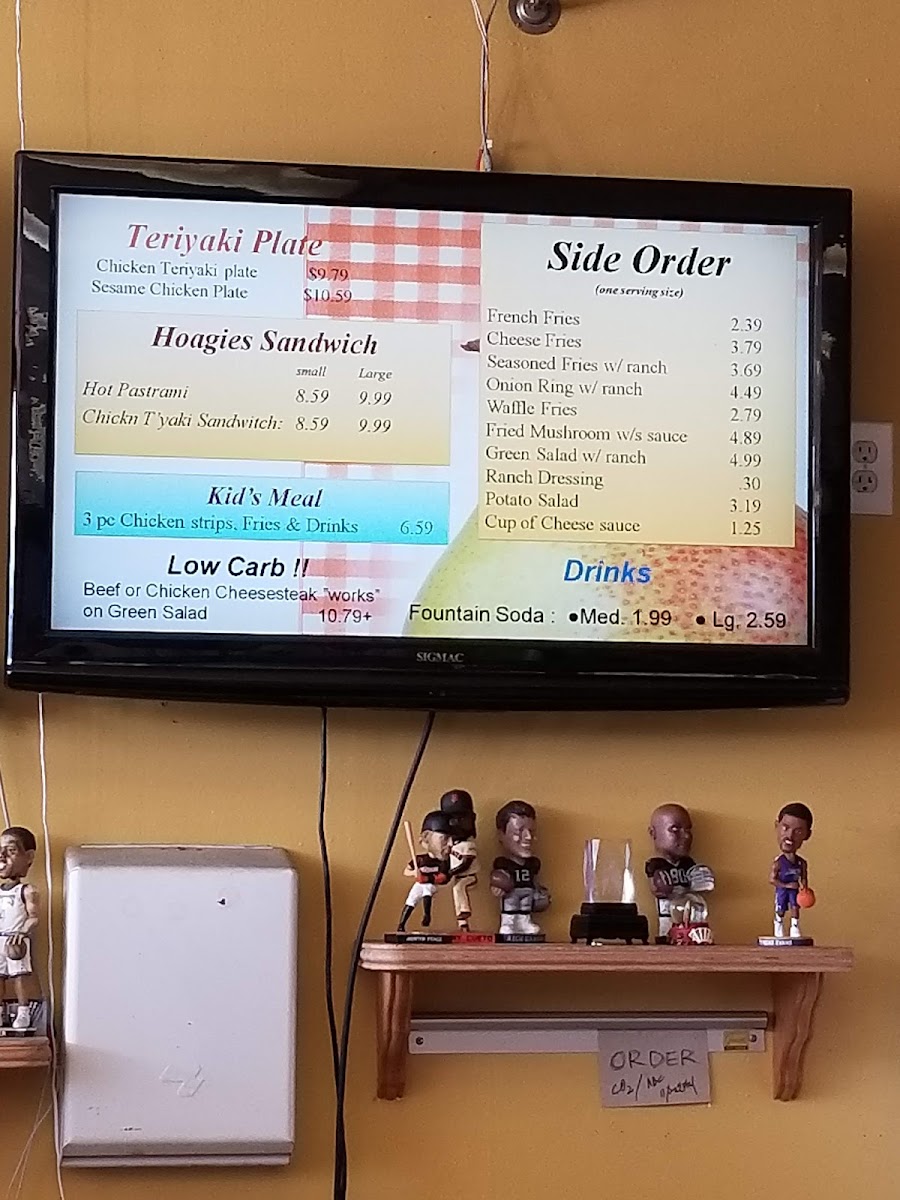 Teriyaki Plate
Chicken Teriyaki plate $9.79
Sesame Chicken Plate $10.59
Hoagies Sandwich
small Large
Hot Pastrami 8.59 9.99
Chickn T'yaki Sandwitch: 8.59 9.99
Kid's Meal
3 pc Chicken strips, Fries & Drinks 6.59
Low Carb !!
Beef or Chicken Cheesesteak "works"
on Green Salad 10.79+
Side Order
(one serving size)
French Fries 2.39
Cheese Fries 3.79
Seasoned Fries w/ ranch 3.69
Onion Ring w/ ranch 4.49
Waffle Fries 2.79
Fried Mushroom w/s sauce 4.89
Green Salad w/ ranch 4.99
Ranch Dressing .30
Potato Salad 3.19
Cup of Cheese sauce 1.25
Drinks
Fountain Soda : •Med. 1.99 • Lg. 2.59
SIGMAC
12
ORDER